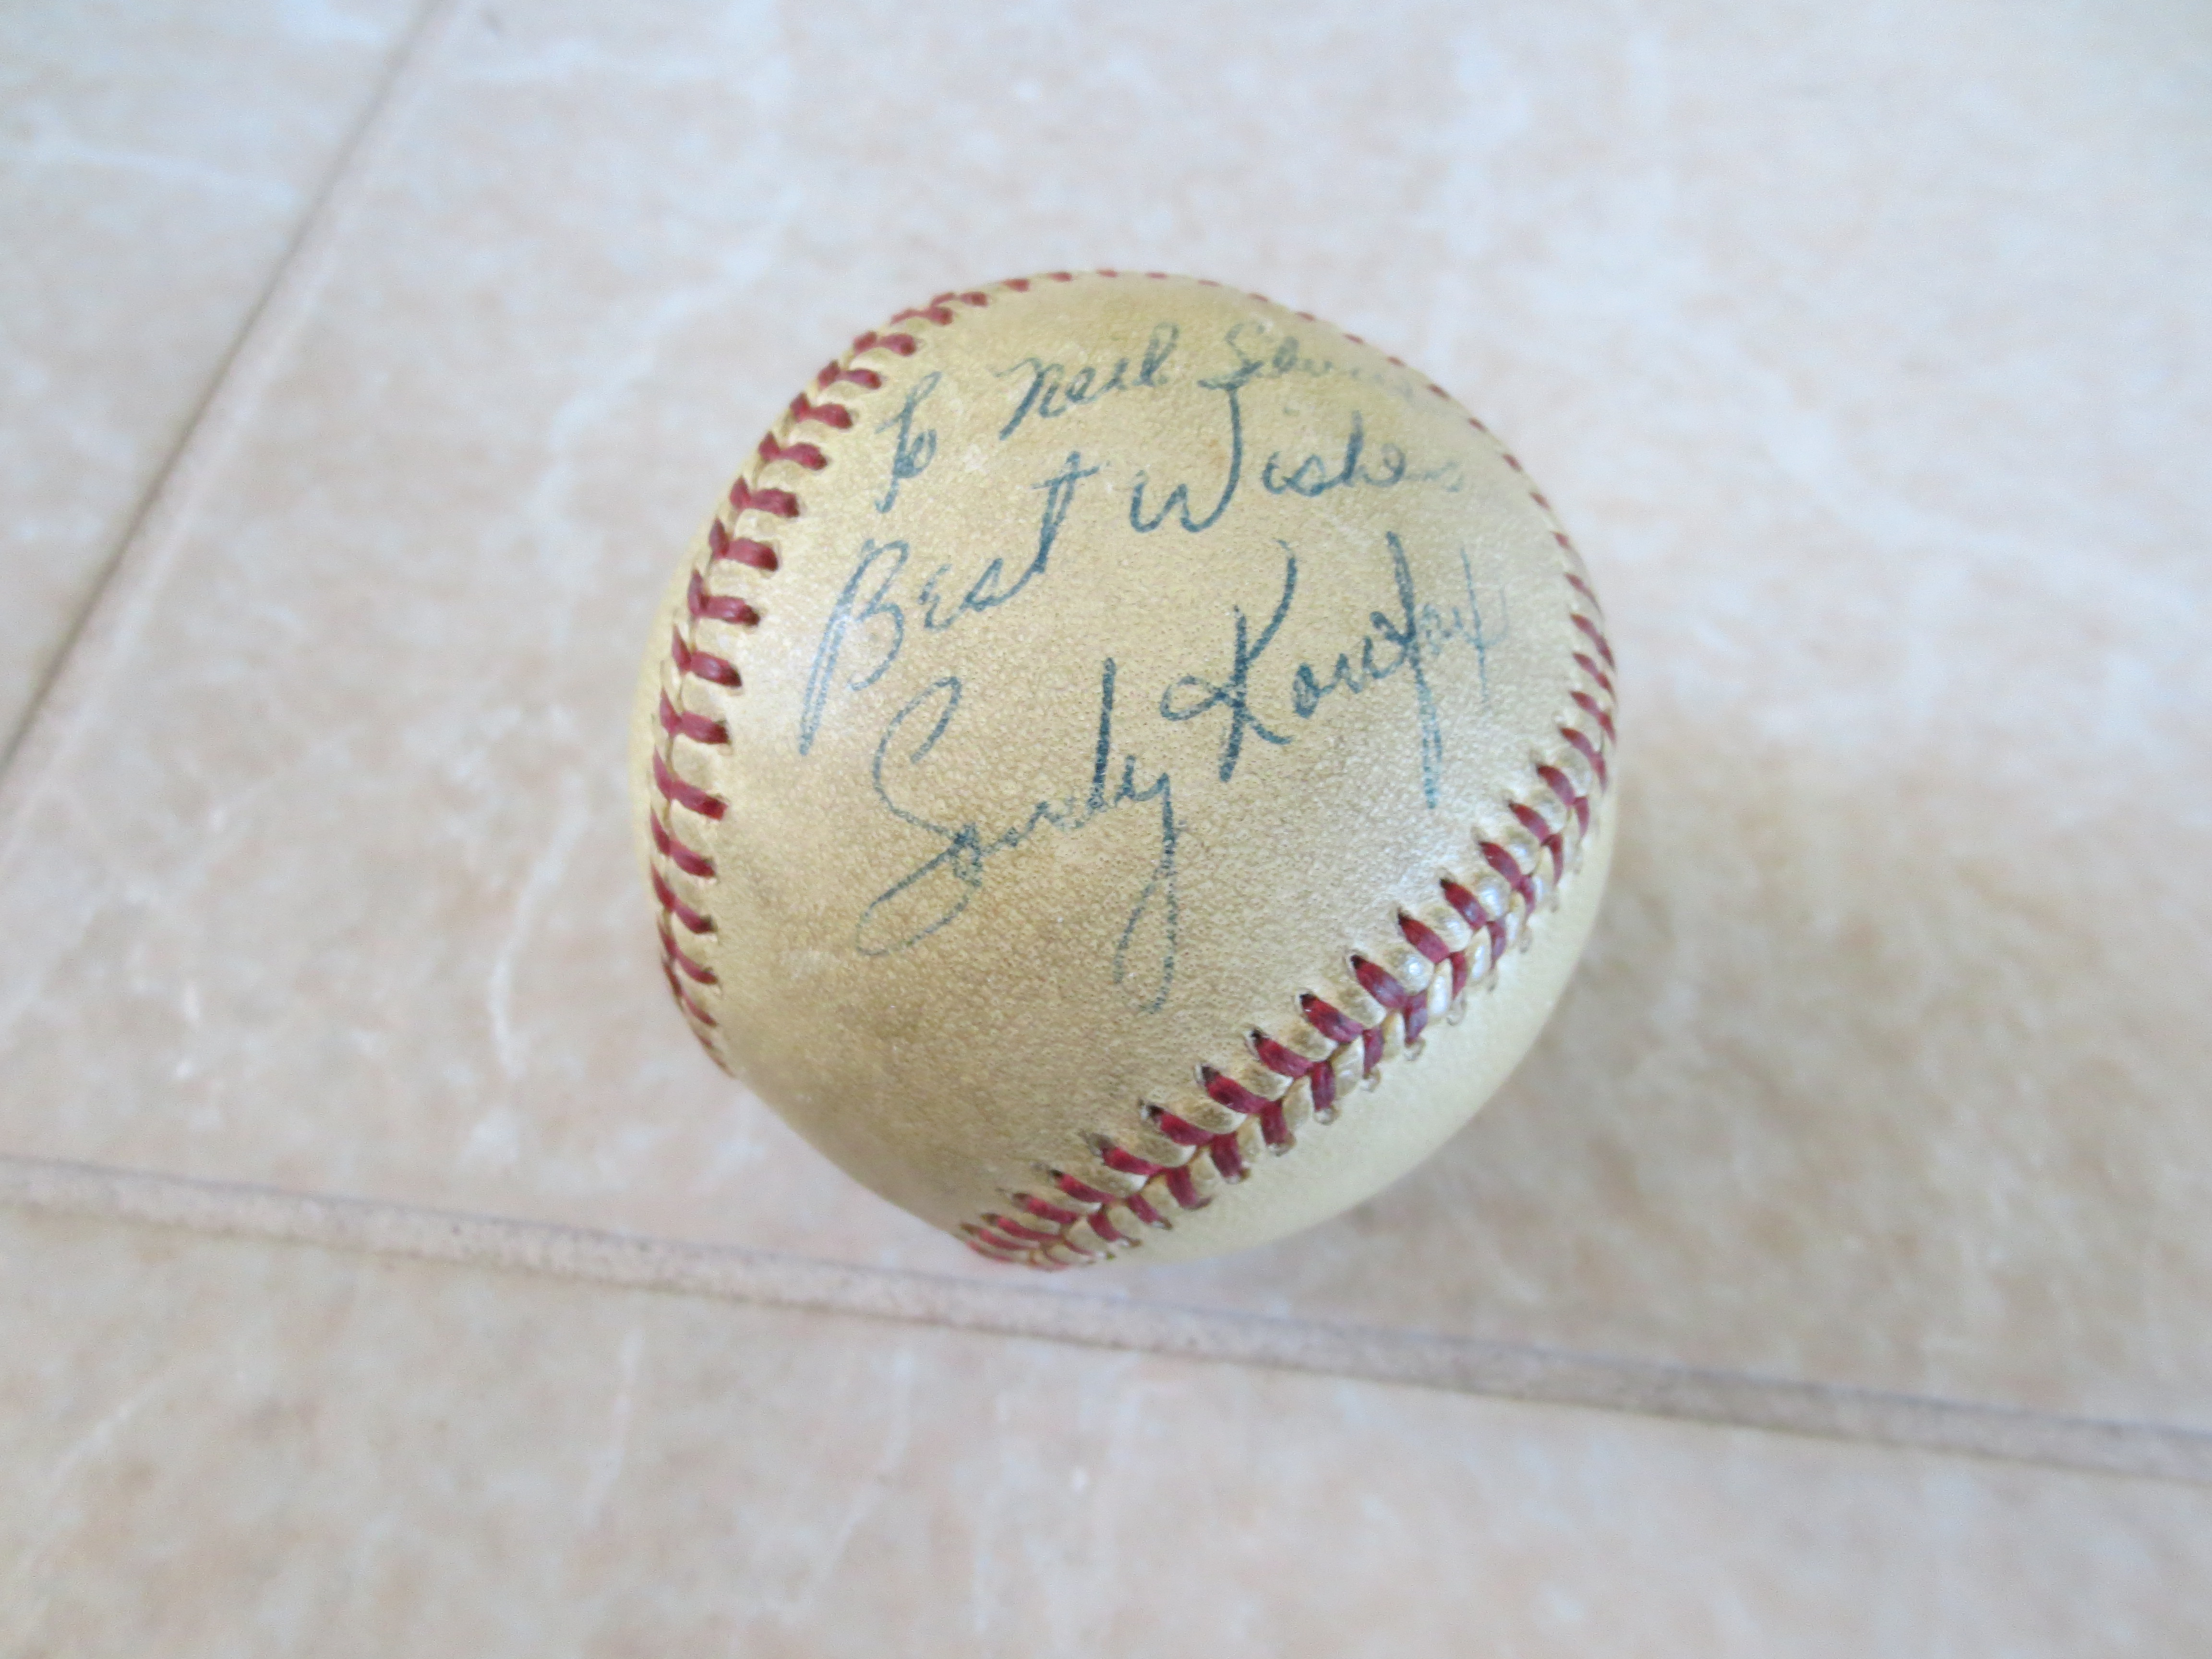 To Neil
Best Wishes
Sandy Koufax